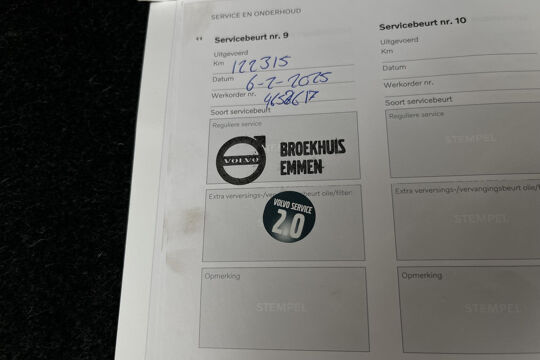 SERVICE EN ONDERHOUD
Servicebeurt nr. 9
Uitgevoerd
Km 122315
Datum 6-2-2025
Werkorder nr. 4658617
Soort servicebeurt
Reguliere service
VOLVO
BROEKHUIS
EMMEN
Extra verversings-/vervangingsbeurt olie/filter:
VOLVO SERVICE
2.0
Opmerking
STEMPEL
Servicebeurt nr. 10
Uitgevoerd
Km
Datum
Werkorder nr.
Soort servicebeurt
Reguliere service
STEMPEL
Extra verversings-/vervangingsbeurt olie/filter:
STEMPEL
Opmerking
STEMPEL